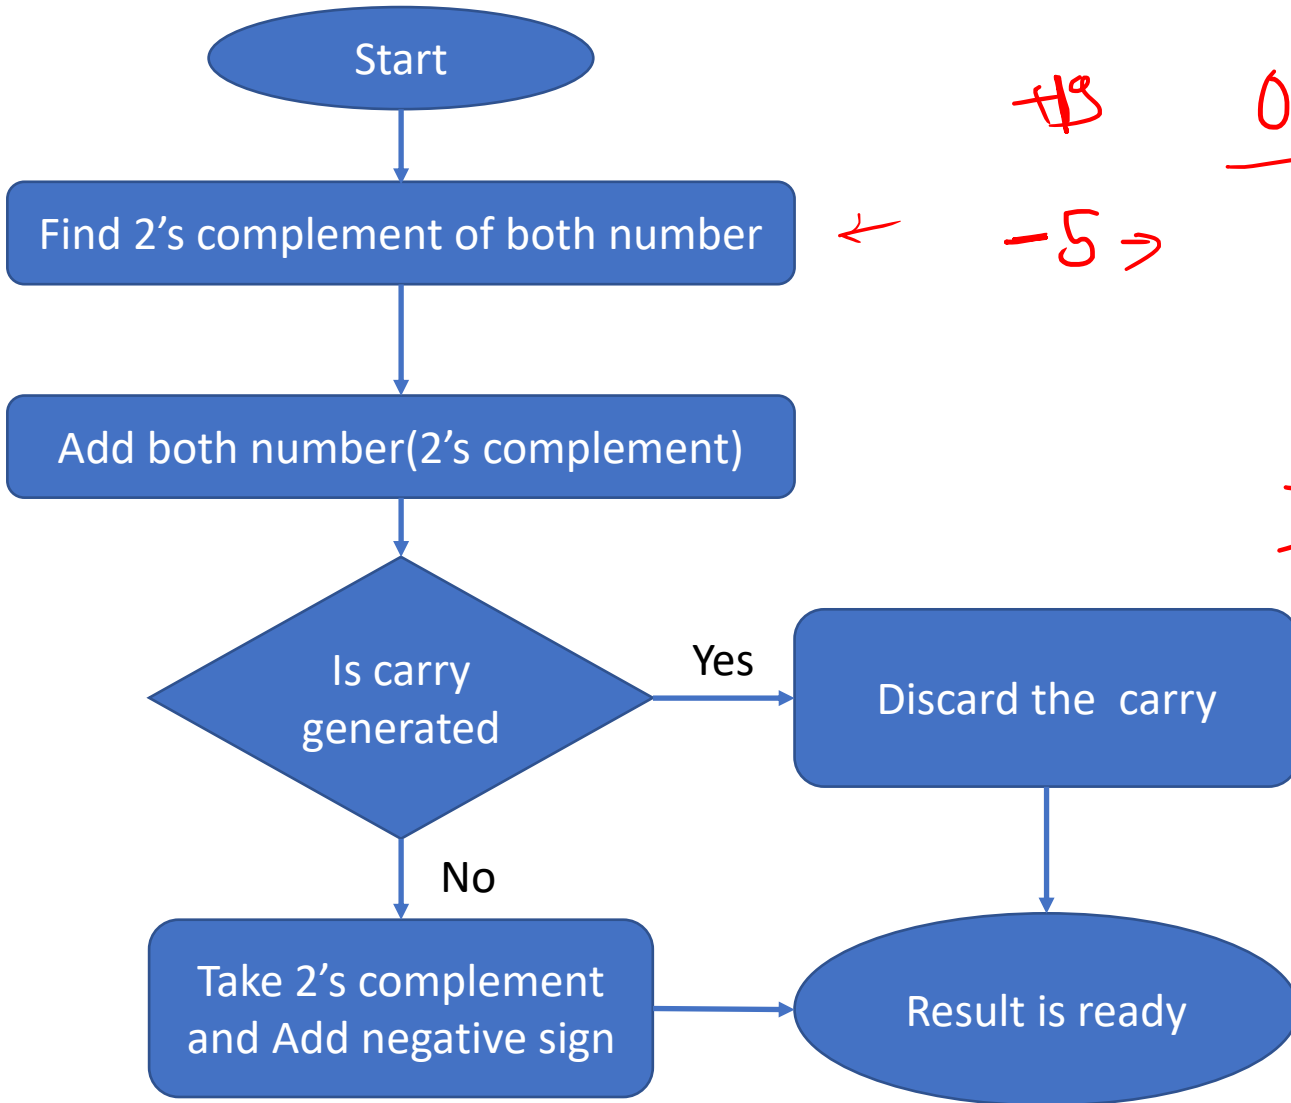 Start
0
Find 2’s complement of both number
-5 ⇒
Add both number(2’s complement)
Is carry
generated
Yes
Discard the  carry
No
Take 2’s complement
and Add negative sign
Result is ready